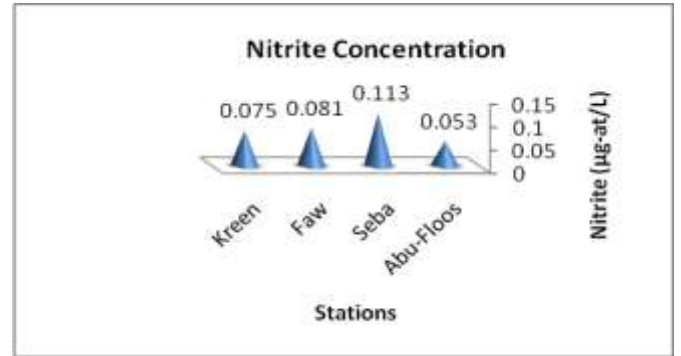 Nitrite Concentration
0.075
0.081
0.113
0.053
0.15
0.1
0.05
0
Nitrite (µg-at/L)
Kreen
Faw
Seba
Abu-Floos
Stations